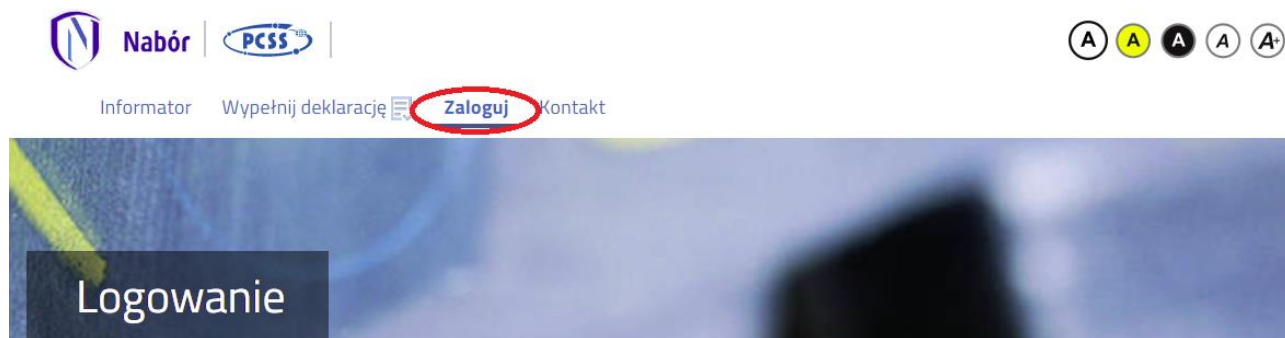 Nabór PCSS A A A A A+
Informator Wypełnij deklarację Zaloguj Kontakt
Logowanie